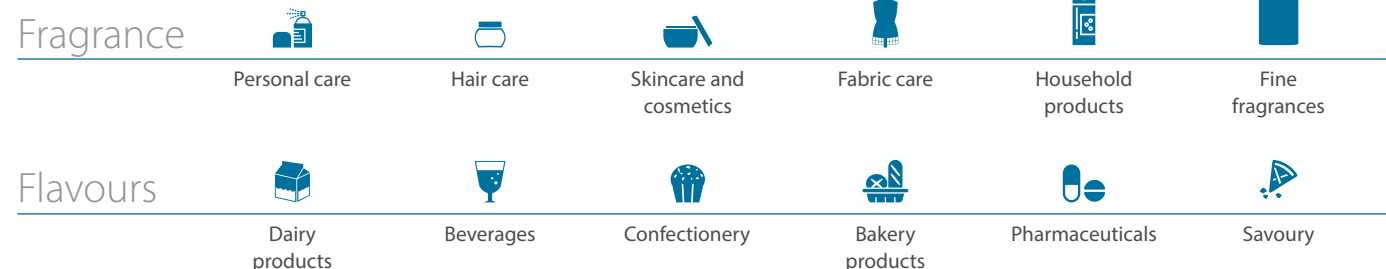 Fragrance
Personal care
Hair care
Skincare and
cosmetics
Fabric care
Household
products
Fine
fragrances
Flavours
Dairy
products
Beverages
Confectionery
Bakery
products
Pharmaceuticals
Savoury